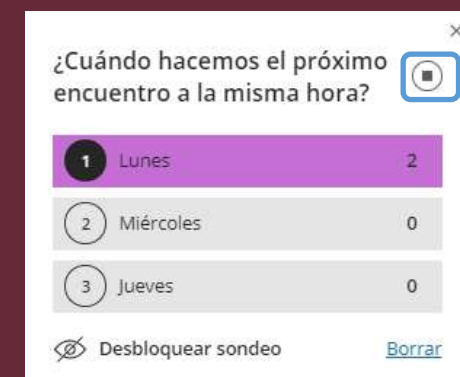 ¿Cuándo hacemos el próximo
encuentro a la misma hora?
1 Lunes 2
2 Miércoles 0
3 Jueves 0
Desbloquear sondeo Borrar